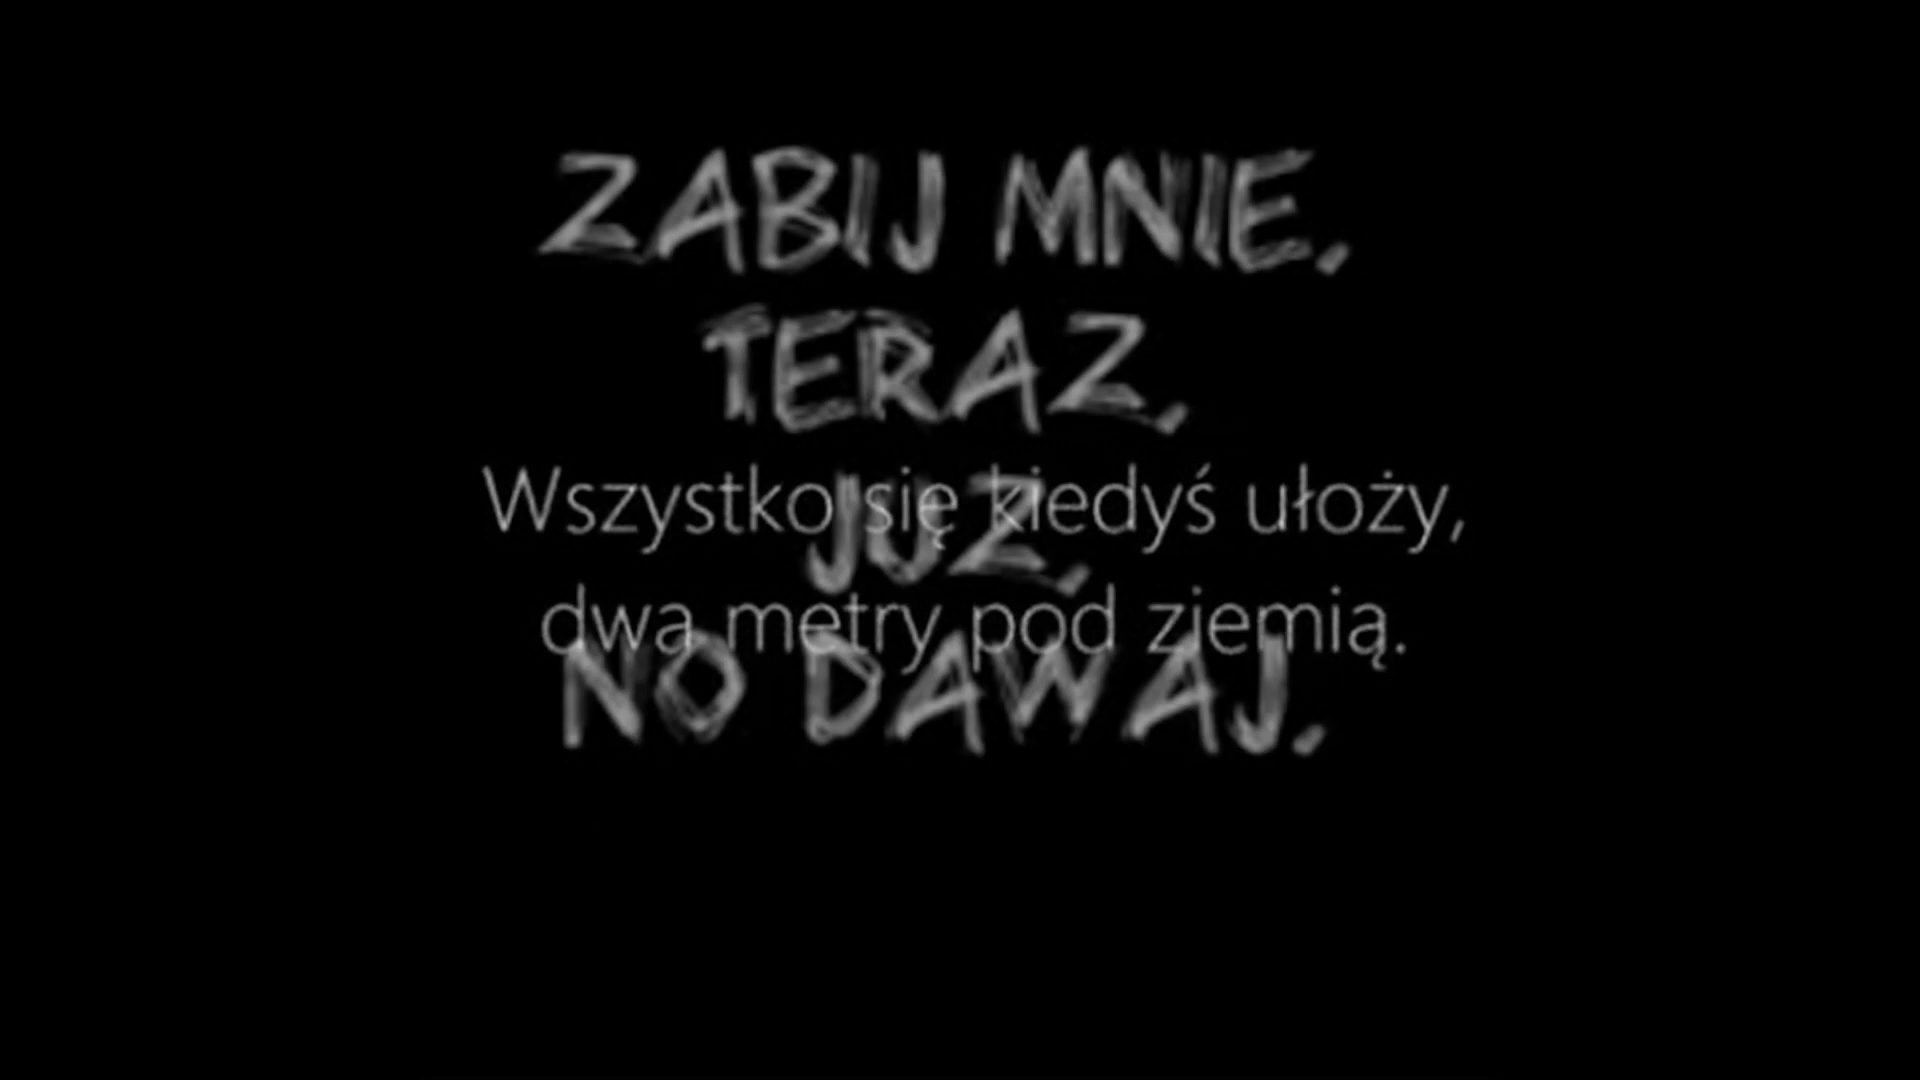 ZABIJ MNIE.
TERAZ.
Wszystko się kiedyś ułoży,
JUŻ.
dwa metry pod ziemią.
NO DAWAJ.